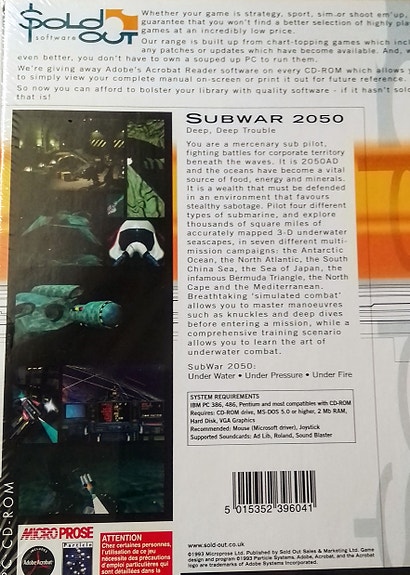 $OLD OUT
software
Whether your game is strategy, sport, sim or shoot em'up,
guarantee that you won't find a better selection of highly
games at an incredibly low price.
Our range is built up from chart-topping games which
any patches or updates which have become available. And,
even better, you don't have to own a souped up PC to run them.
We're giving away Adobe's Acrobat Reader software on every CD-ROM which allows
to simply view your complete manual on-screen or print it out for future reference.
So now you can afford to bolster your library with quality software - if it hasn't sold
that is!
SUBWAR 2050
Deep, Deep Trouble
You are a mercenary sub pilot,
fighting battles for corporate territory
beneath the waves. It is 2050AD
and the oceans have become a vital
source of food, energy and minerals.
It is a wealth that must be defended
in an environment that favours
stealthy sabotage. Pilot four different
types of submarine, and explore
thousands of square miles of
accurately mapped 3-D underwater
seascapes, in seven different multi-
mission campaigns: the Antarctic
Ocean, the North Atlantic, the South
China Sea, the Sea of Japan, the
infamous Bermuda Triangle, the North
Cape and the Mediterranean.
Breathtaking 'simulated combat'
allows you to master manoeuvres
such as knuckles and deep dives
before entering a mission, while a
comprehensive training scenario
allows you to learn the art of
underwater combat.
SubWar 2050:
Under Water • Under Pressure • Under Fire
SYSTEM REQUIREMENTS
IBM PC 386, 486, Pentium and most compatibles with CD-ROM
Requires: CD-ROM drive, MS-DOS 5.0 or higher, 2 Mb RAM,
Hard Disk, VGA Graphics
Recommended: Mouse (Microsoft driver), Joystick
Supported Soundcards: Ad Lib, Roland, Sound Blaster
5 015352 396041
PC CD-ROM
MICRO PROSE
Particle
Adobe Acrobat
ATTENTION
Chez certaines personnes,
l'utilisation de ce jeu
nécessite des précautions
d'emploi particulières qui
sont détaillées dans le
www.sold-out.co.uk
©1993 Microprose Ltd. Published by Sold Out Sales & Marketing Ltd. Game
design and program ©1993 Particle Systems. Adobe, Acrobat, and the Acrobat
logo are trademarks of Adobe Systems Incorporated.